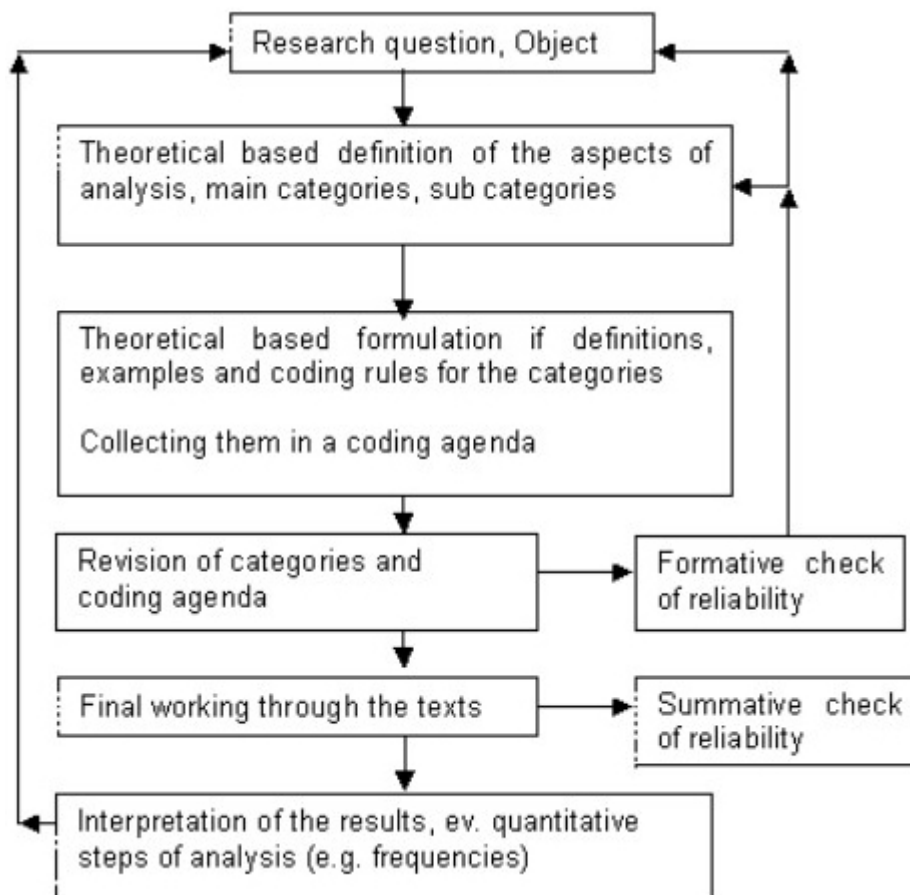 Research question, Object
Theoretical based definition of the aspects of
analysis, main categories, sub categories
Theoretical based formulation if definitions,
examples and coding rules for the categories
Collecting them in a coding agenda
Revision of categories and
coding agenda
Formative check
of reliability
Final working through the texts
Summative check
of reliability
Interpretation of the results, ev. quantitative
steps of analysis (e.g. frequencies)